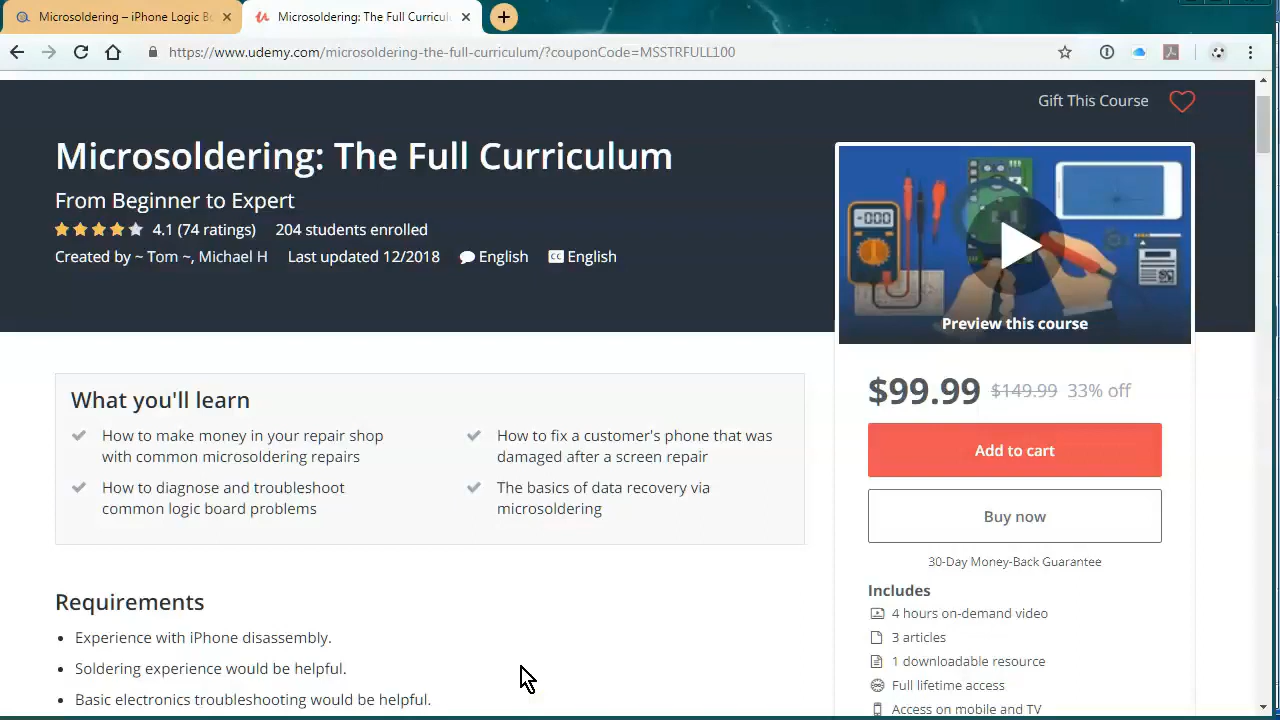 Microsoldering – iPhone Logic Bo
Microsoldering: The Full Curricul
https://www.udemy.com/microsoldering-the-full-curriculum/?couponCode=MSSTRFULL100
Gift This Course
Microsoldering: The Full Curriculum
From Beginner to Expert
4.1 (74 ratings) 204 students enrolled
Created by ~ Tom ~, Michael H Last updated 12/2018 English CC English
-000
Preview this course
$99.99 $149.99 33% off
Add to cart
Buy now
30-Day Money-Back Guarantee
Includes
4 hours on-demand video
3 articles
1 downloadable resource
Full lifetime access
Access on mobile and TV
What you'll learn
How to make money in your repair shop
with common microsoldering repairs
How to diagnose and troubleshoot
common logic board problems
How to fix a customer's phone that was
damaged after a screen repair
The basics of data recovery via
microsoldering
Requirements
Experience with iPhone disassembly.
Soldering experience would be helpful.
Basic electronics troubleshooting would be helpful.